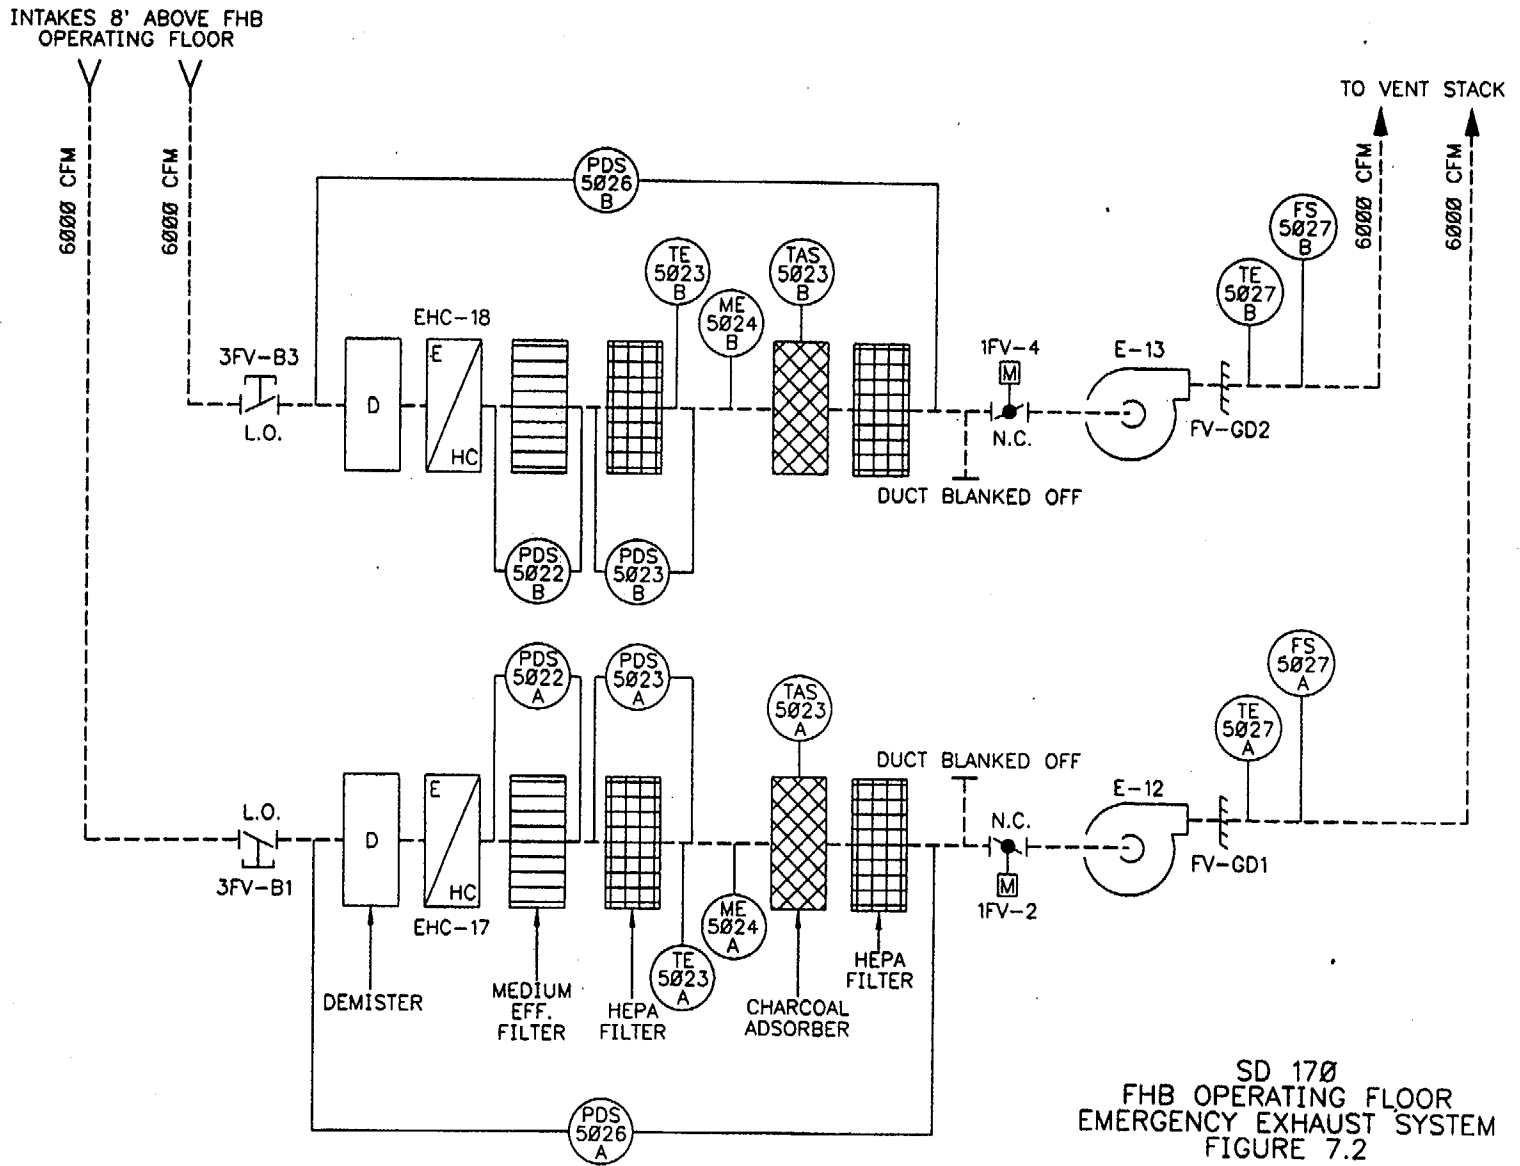 INTAKES 8' ABOVE FHB
OPERATING FLOOR
TO VENT STACK
6000 CFM
6000 CFM
6000 CFM
6000 CFM
PDS
5026
B
FS
5027
B
TE
5023
B
TAS
5023
B
TE
5027
B
ME
5024
B
EHC-18
3FV-B3
L.O.
D
E
HC
1FV-4
M
N.C.
E-13
FV-GD2
DUCT BLANKED OFF
PDS
5022
B
PDS
5023
B
PDS
5022
A
PDS
5023
A
TAS
5023
A
FS
5027
A
TE
5027
A
DUCT BLANKED OFF
E-12
L.O.
3FV-B1
D
E
HC
EHC-17
N.C.
M
1FV-2
FV-GD1
ME
5024
A
TE
5023
A
DEMISTER
MEDIUM
EFF.
FILTER
HEPA
FILTER
CHARCOAL
ADSORBER
HEPA
FILTER
PDS
5026
A
SD 170
FHB OPERATING FLOOR
EMERGENCY EXHAUST SYSTEM
FIGURE 7.2